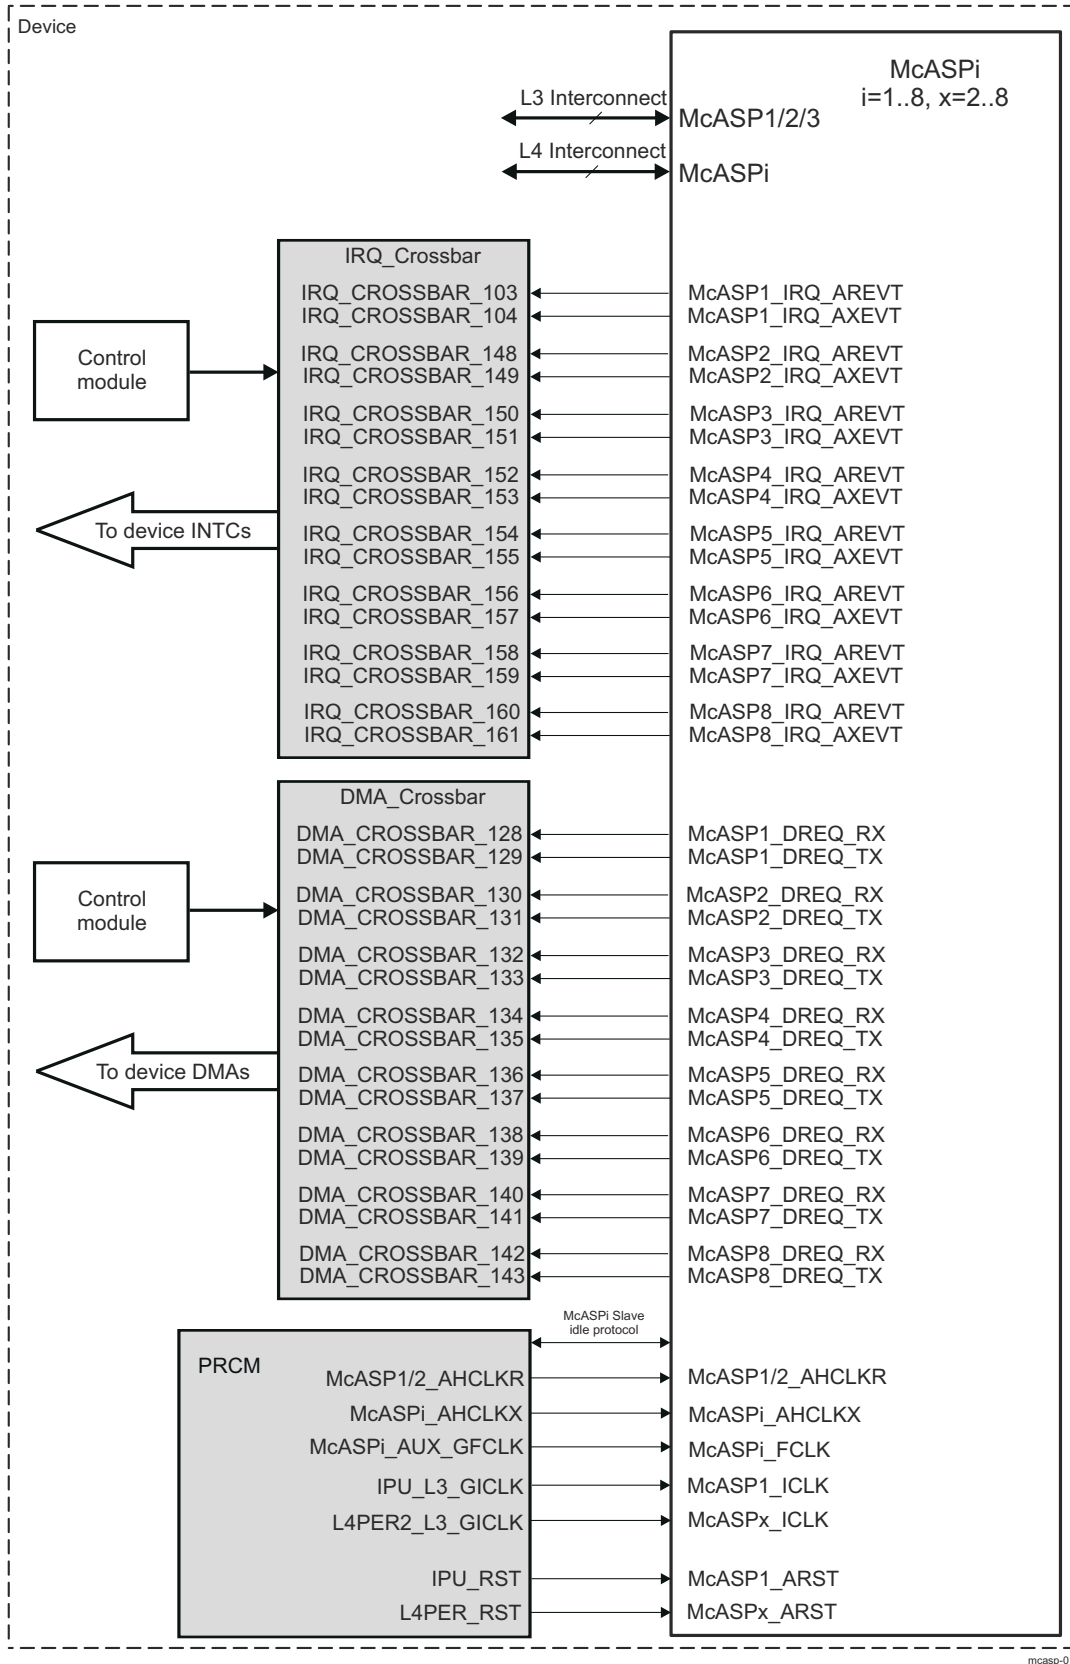 Device
McASPi
i=1..8, x=2..8
L3 Interconnect
McASP1/2/3
L4 Interconnect
McASPi
IRQ_Crossbar
IRQ_CROSSBAR_103 McASP1_IRQ_AREVT
IRQ_CROSSBAR_104 McASP1_IRQ_AXEVT
Control
module
IRQ_CROSSBAR_148 McASP2_IRQ_AREVT
IRQ_CROSSBAR_149 McASP2_IRQ_AXEVT
IRQ_CROSSBAR_150 McASP3_IRQ_AREVT
IRQ_CROSSBAR_151 McASP3_IRQ_AXEVT
IRQ_CROSSBAR_152 McASP4_IRQ_AREVT
IRQ_CROSSBAR_153 McASP4_IRQ_AXEVT
To device INTCs
IRQ_CROSSBAR_154 McASP5_IRQ_AREVT
IRQ_CROSSBAR_155 McASP5_IRQ_AXEVT
IRQ_CROSSBAR_156 McASP6_IRQ_AREVT
IRQ_CROSSBAR_157 McASP6_IRQ_AXEVT
IRQ_CROSSBAR_158 McASP7_IRQ_AREVT
IRQ_CROSSBAR_159 McASP7_IRQ_AXEVT
IRQ_CROSSBAR_160 McASP8_IRQ_AREVT
IRQ_CROSSBAR_161 McASP8_IRQ_AXEVT
DMA_Crossbar
DMA_CROSSBAR_128 McASP1_DREQ_RX
DMA_CROSSBAR_129 McASP1_DREQ_TX
Control
module
DMA_CROSSBAR_130 McASP2_DREQ_RX
DMA_CROSSBAR_131 McASP2_DREQ_TX
DMA_CROSSBAR_132 McASP3_DREQ_RX
DMA_CROSSBAR_133 McASP3_DREQ_TX
DMA_CROSSBAR_134 McASP4_DREQ_RX
DMA_CROSSBAR_135 McASP4_DREQ_TX
To device DMAs
DMA_CROSSBAR_136 McASP5_DREQ_RX
DMA_CROSSBAR_137 McASP5_DREQ_TX
DMA_CROSSBAR_138 McASP6_DREQ_RX
DMA_CROSSBAR_139 McASP6_DREQ_TX
DMA_CROSSBAR_140 McASP7_DREQ_RX
DMA_CROSSBAR_141 McASP7_DREQ_TX
DMA_CROSSBAR_142 McASP8_DREQ_RX
DMA_CROSSBAR_143 McASP8_DREQ_TX
McASPi Slave
idle protocol
PRCM
McASP1/2_AHCLKR McASP1/2_AHCLKR
McASPi_AHCLKX McASPi_AHCLKX
McASPi_AUX_GFCLK McASPi_FCLK
IPU_L3_GICLK McASP1_ICLK
L4PER2_L3_GICLK McASPx_ICLK
IPU_RST McASP1_ARST
L4PER_RST McASPx_ARST